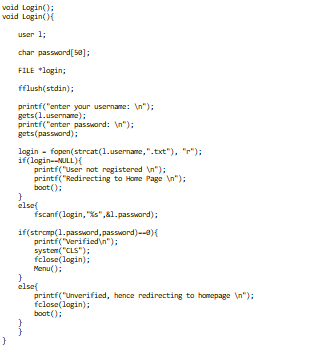 void Login();
void Login(){
user l;
char password[50];
FILE *login;
fflush(stdin);
printf("enter your username: \n");
gets(l.username);
printf("enter password: \n");
gets(password);
login = fopen(strcat(l.username,".txt"), "r");
if(login==NULL){
printf("User not registered \n");
printf("Redirecting to Home Page \n");
boot();
}
else{
fscanf(login,"%s",&l.password);
if(strcmp(l.password,password)==0){
printf("Verified\n");
system("CLS");
fclose(login);
Menu();
}
else{
printf("Unverified, hence redirecting to homepage \n");
fclose(login);
boot();
}
}
}